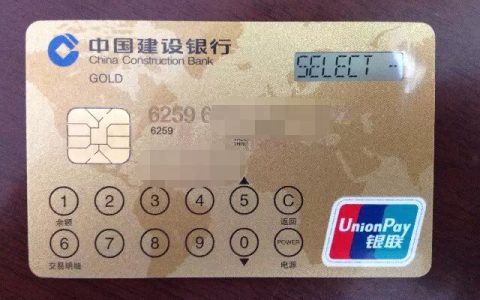 中国建设银行
China Construction Bank
GOLD
SELECT -
6259 6
6259
1 2 3 4 5 C
余额 返回
6 7 8 9 0 POWER
交易明细 电源
UnionPay
银联